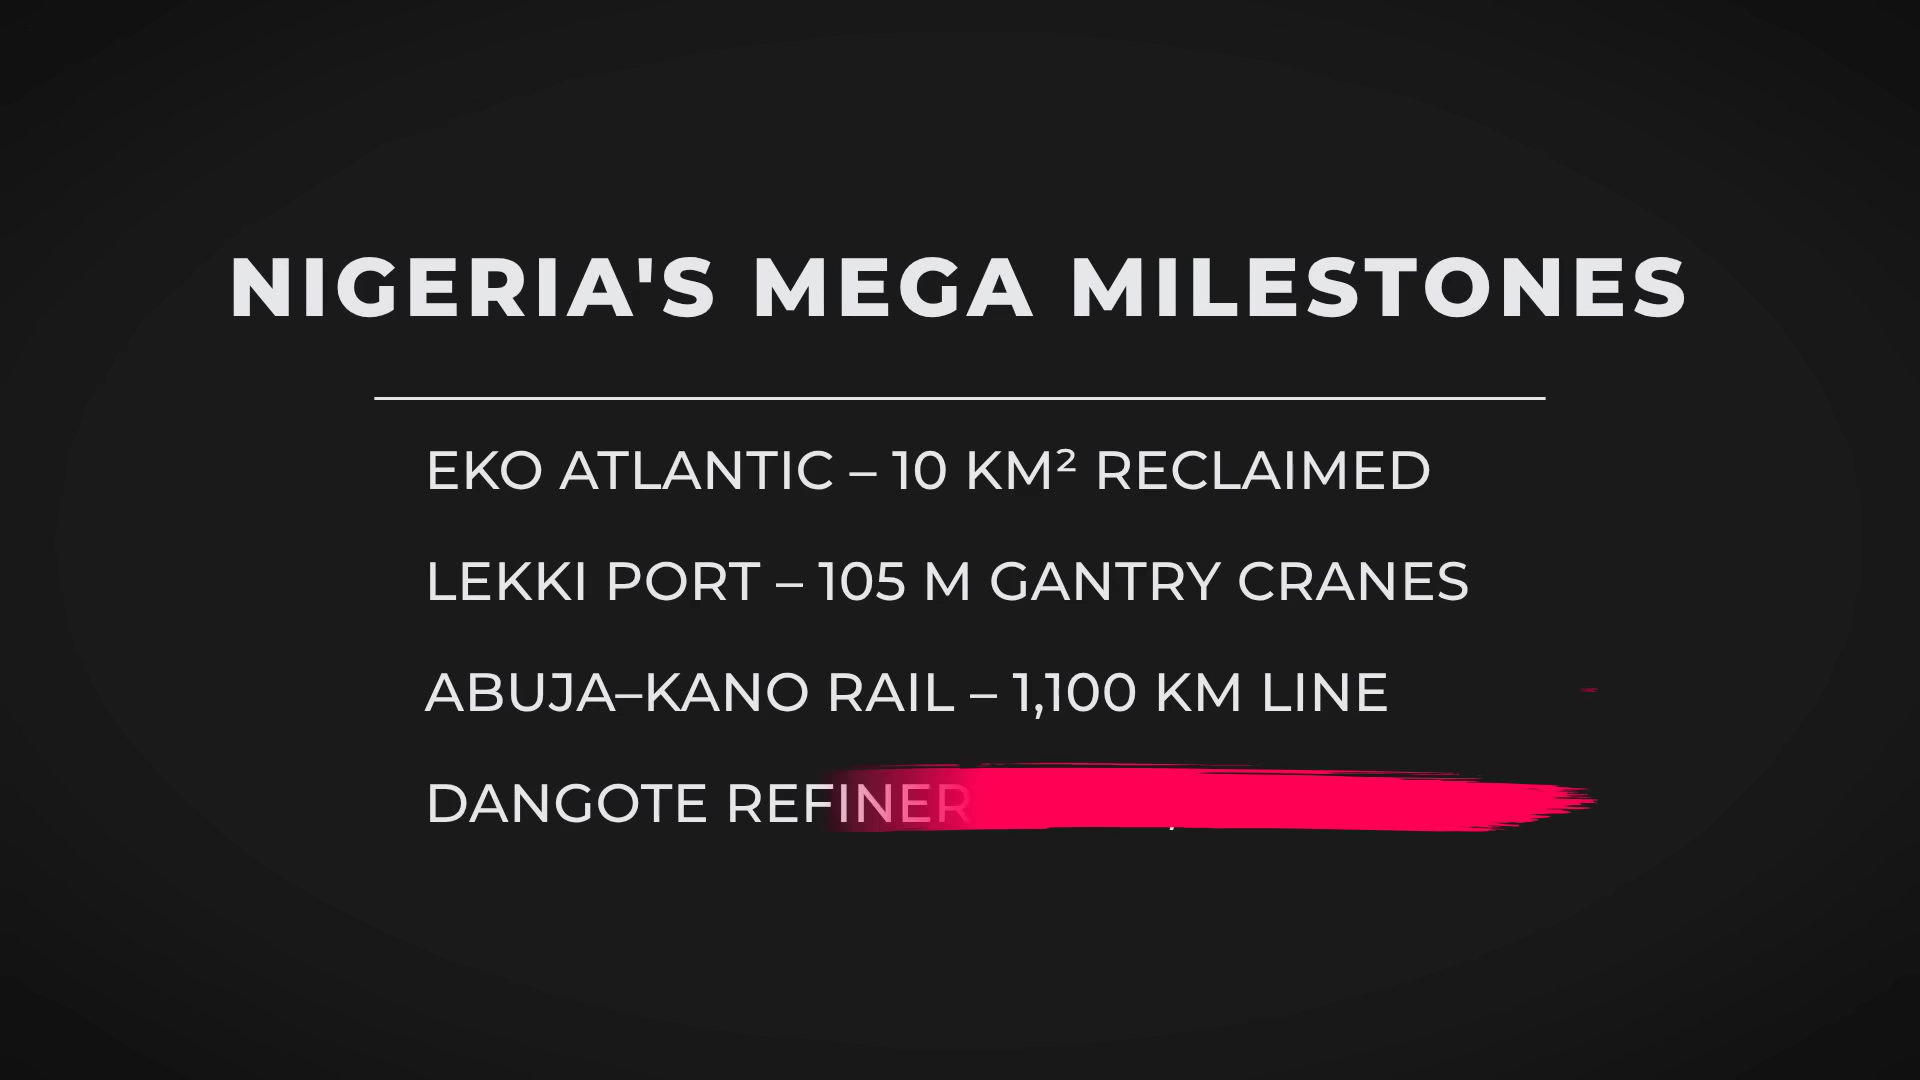 NIGERIA'S MEGA MILESTONES
EKO ATLANTIC – 10 KM² RECLAIMED
LEKKI PORT – 105 M GANTRY CRANES
ABUJA–KANO RAIL – 1,100 KM LINE
DANGOTE REFINER